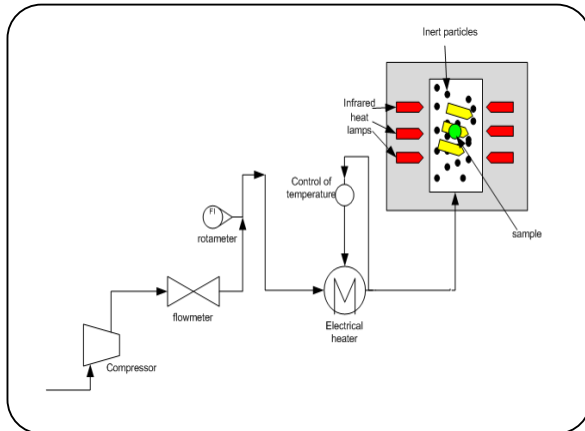 Inert particles
Infrared
heat
lamps
Control of
temperature
FI
rotameter
sample
flowmeter
Electrical
heater
Compressor